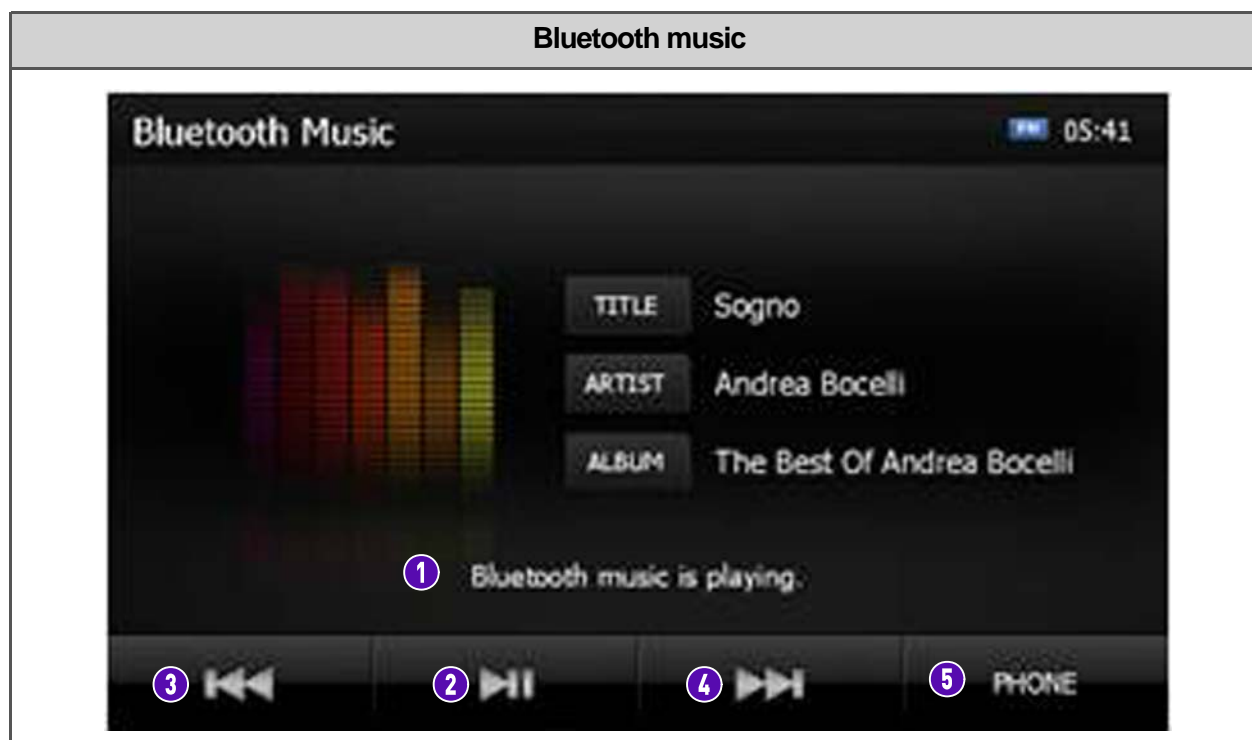 Bluetooth music
Bluetooth Music
FM 05:41
TITLE Sogno
ARTIST Andrea Bocelli
ALBUM The Best Of Andrea Bocelli
1 Bluetooth music is playing.
3 2 4 5 PHONE